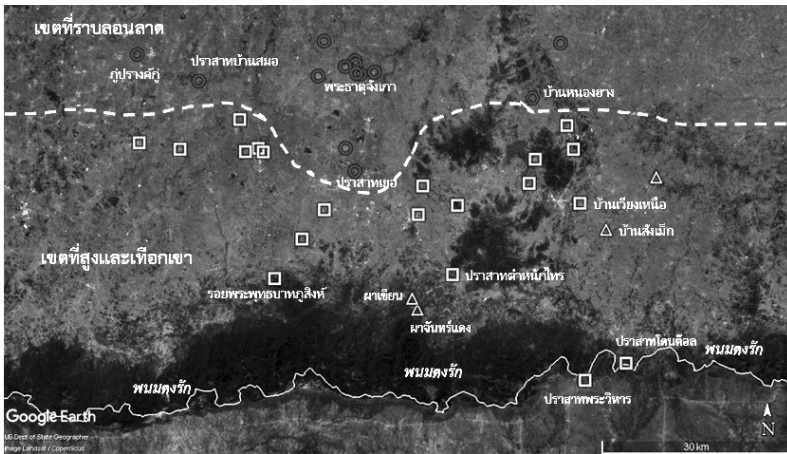 เขตที่ราบลอนลาด
กู่ปรางค์กู่
ปราสาทบ้านสมอ
พระธาตุจังเภา
บ้านหนองฮาง
ปราสาทเยอ
บ้านเวียงเหนือ
บ้านสังเม็ก
เขตที่สูงและเทือกเขา
ปราสาทตำหนักไทร
รอยพระพุทธบาทภูสิงห์
ผาเขียน
ผาจันทร์แดง
ปราสาทโดนต็อล
พนมดงรัก
พนมดงรัก
พนมดงรัก
ปราสาทพระวิหาร
Google Earth
US Dept of State Geographer
Image Landsat / Copernicus
N
30 km